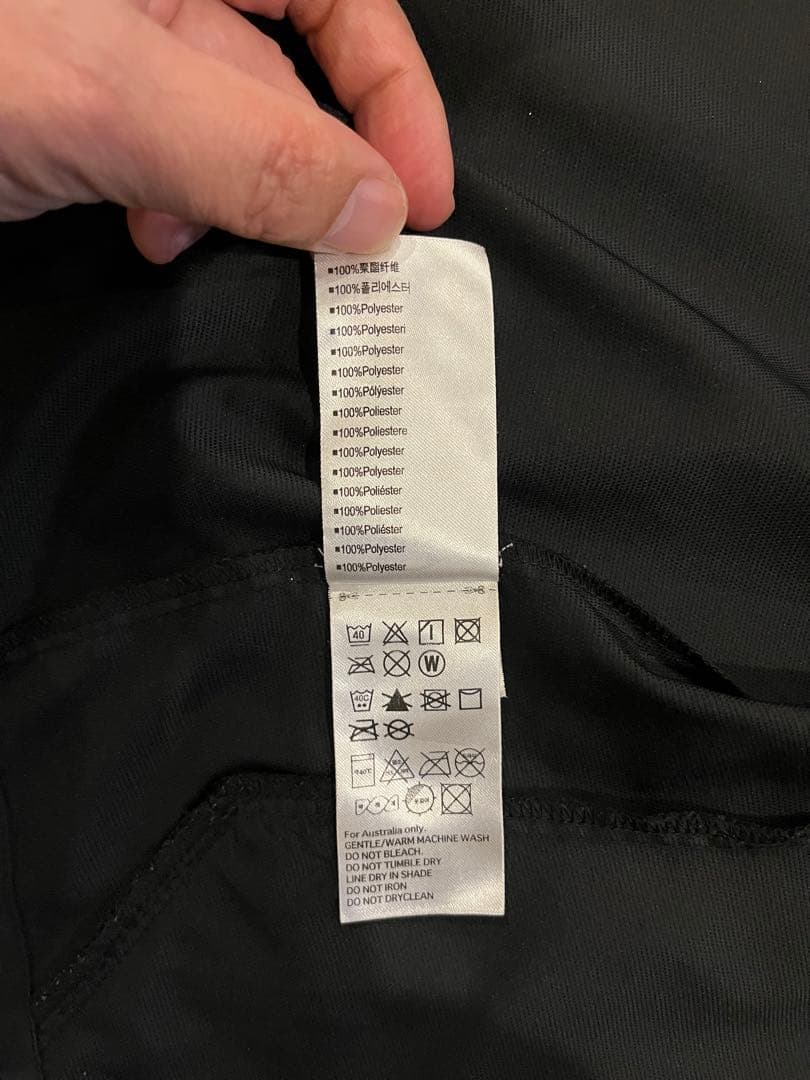 ■100%聚酯纤维
■100%폴리에스터
■100%Polyester
■100%Polyesteri
■100%Polyester
■100%Polyester
■100%Pólýester
■100%Poliester
■100%Poliestere
■100%Polyester
■100%Polyester
■100%Poliéster
■100%Poliester
■100%Poliéster
■100%Polyester
■100%Polyester
40
W
40C
For Australia only.
GENTLE/WARM MACHINE WASH
DO NOT BLEACH.
DO NOT TUMBLE DRY
LINE DRY IN SHADE
DO NOT IRON
DO NOT DRYCLEAN